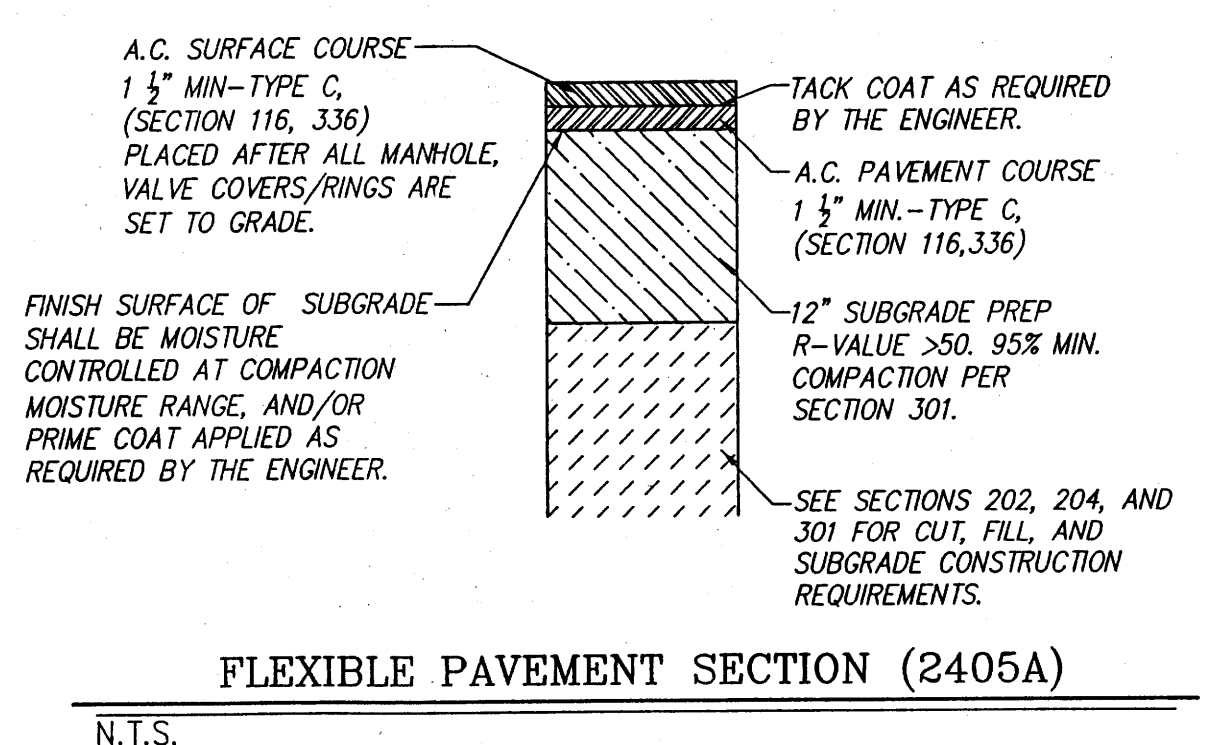 A.C. SURFACE COURSE
1 1/2" MIN-TYPE C,
(SECTION 116, 336)
PLACED AFTER ALL MANHOLE,
VALVE COVERS/RINGS ARE
SET TO GRADE.
FINISH SURFACE OF SUBGRADE
SHALL BE MOISTURE
CONTROLLED AT COMPACTION
MOISTURE RANGE, AND/OR
PRIME COAT APPLIED AS
REQUIRED BY THE ENGINEER.
TACK COAT AS REQUIRED
BY THE ENGINEER.
A.C. PAVEMENT COURSE
1 1/2" MIN.-TYPE C,
(SECTION 116,336)
12" SUBGRADE PREP
R-VALUE >50. 95% MIN.
COMPACTION PER
SECTION 301.
SEE SECTIONS 202, 204, AND
301 FOR CUT, FILL, AND
SUBGRADE CONSTRUCTION
REQUIREMENTS.
FLEXIBLE PAVEMENT SECTION (2405A)
N.T.S.